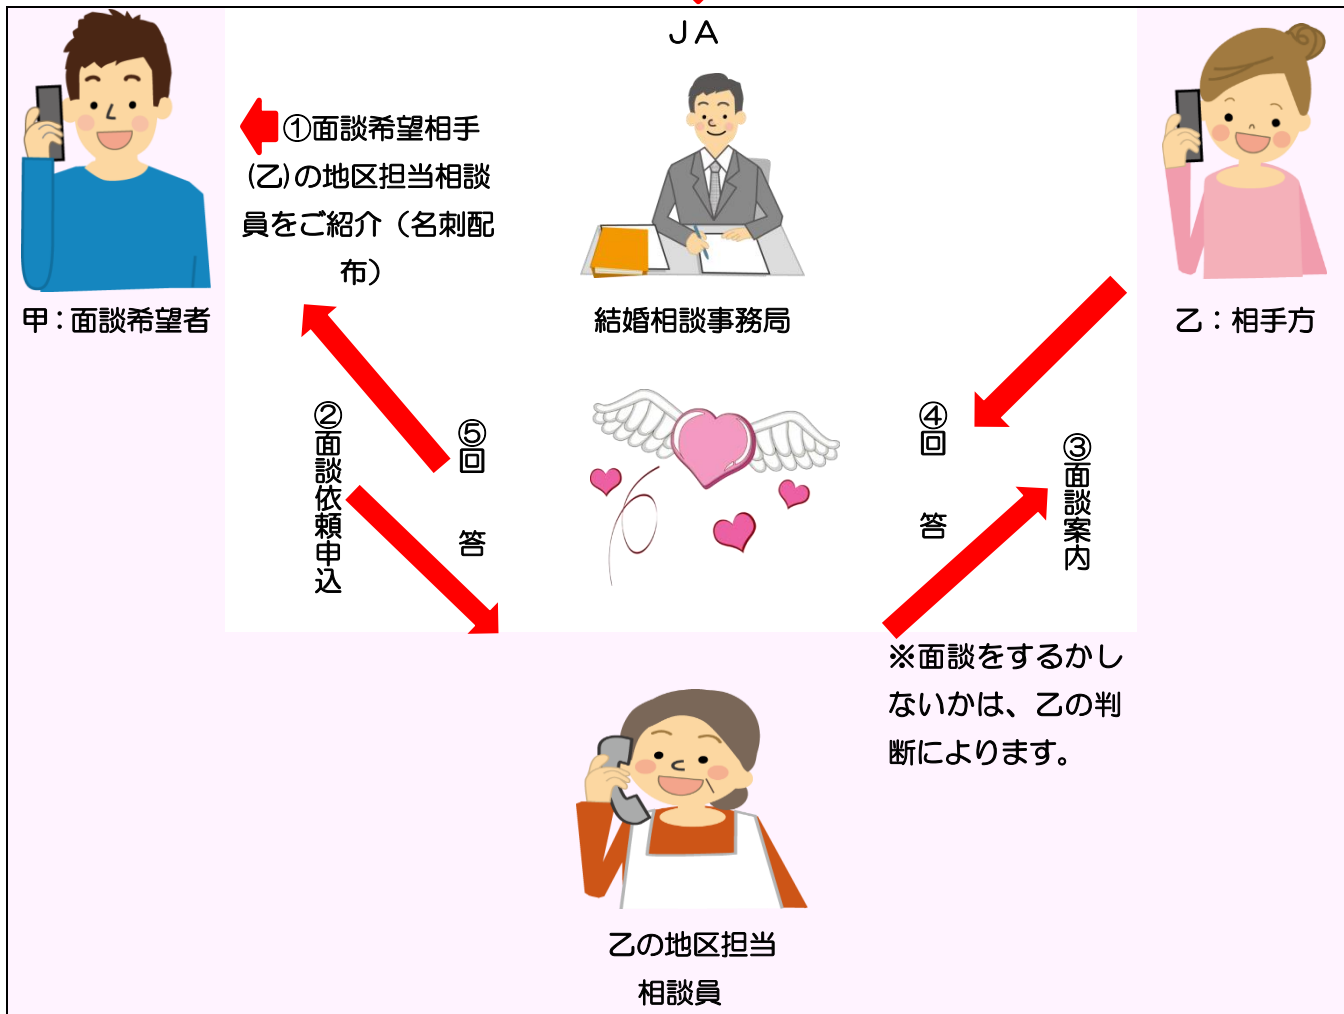 JA
①面談希望相手
(乙)の地区担当相談
員をご紹介（名刺配
布）
甲：面談希望者
結婚相談事務局
乙：相手方
②面談依頼申込
⑤回　答
④回　答
③面談案内
※面談をするかし
ないかは、乙の判
断によります。
乙の地区担当
相談員